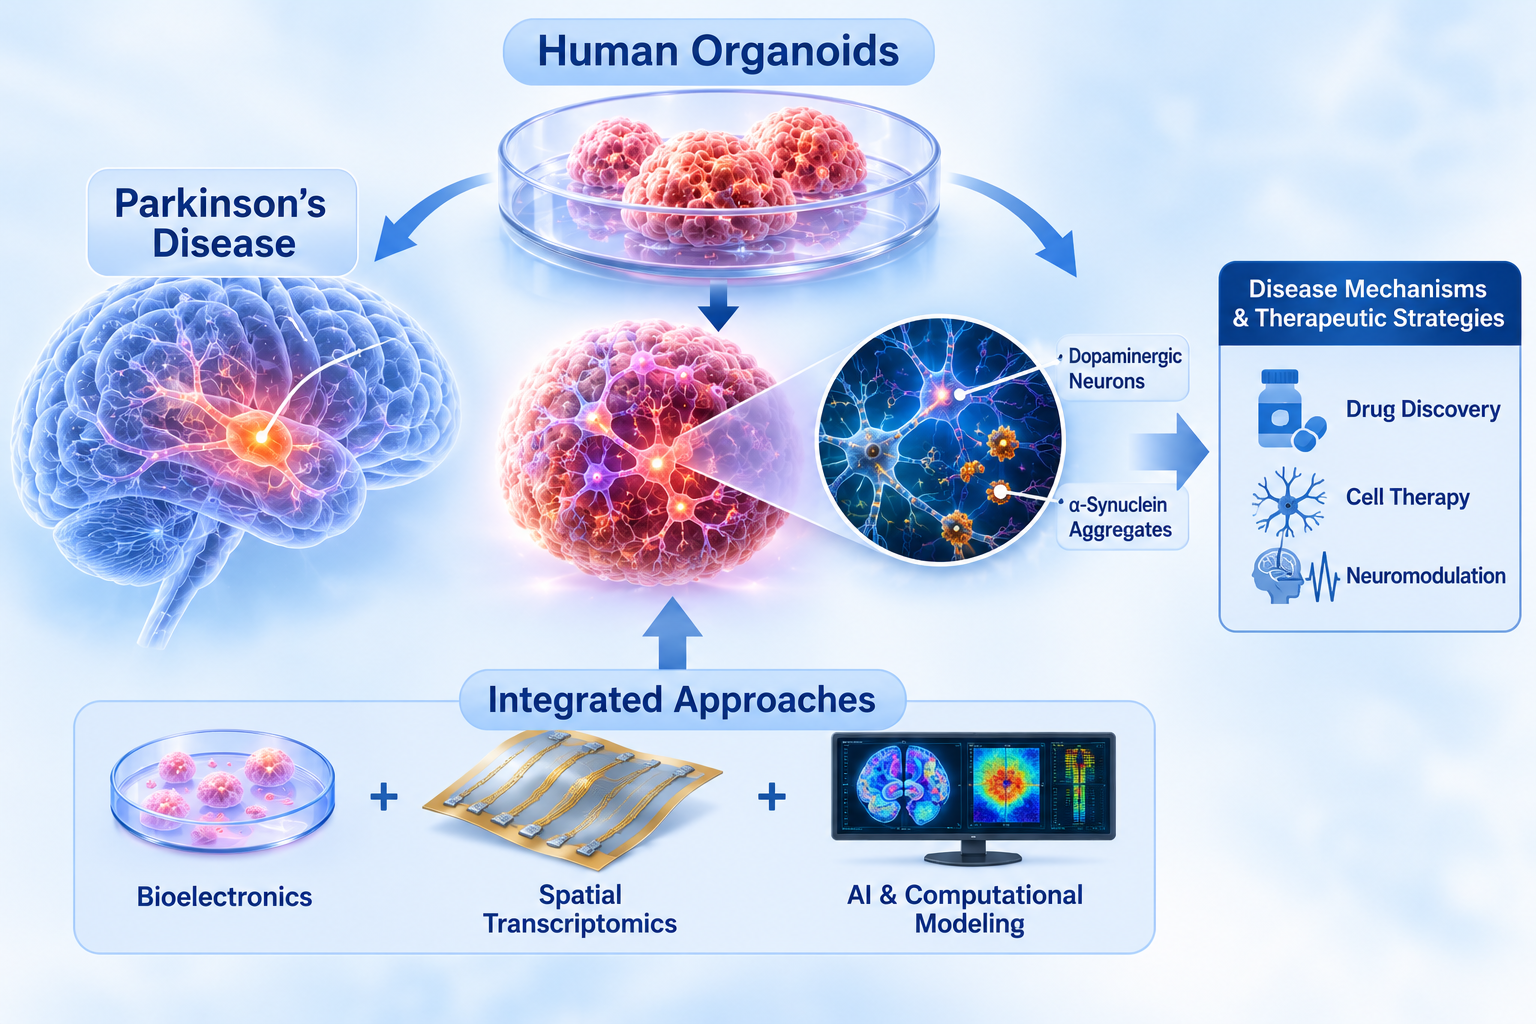 Human Organoids
Parkinson’s
Disease
Dopaminergic
Neurons
α-Synuclein
Aggregates
Disease Mechanisms
& Therapeutic Strategies
Drug Discovery
Cell Therapy
Neuromodulation
Integrated Approaches
+
+
Bioelectronics
Spatial
Transcriptomics
AI & Computational
Modeling